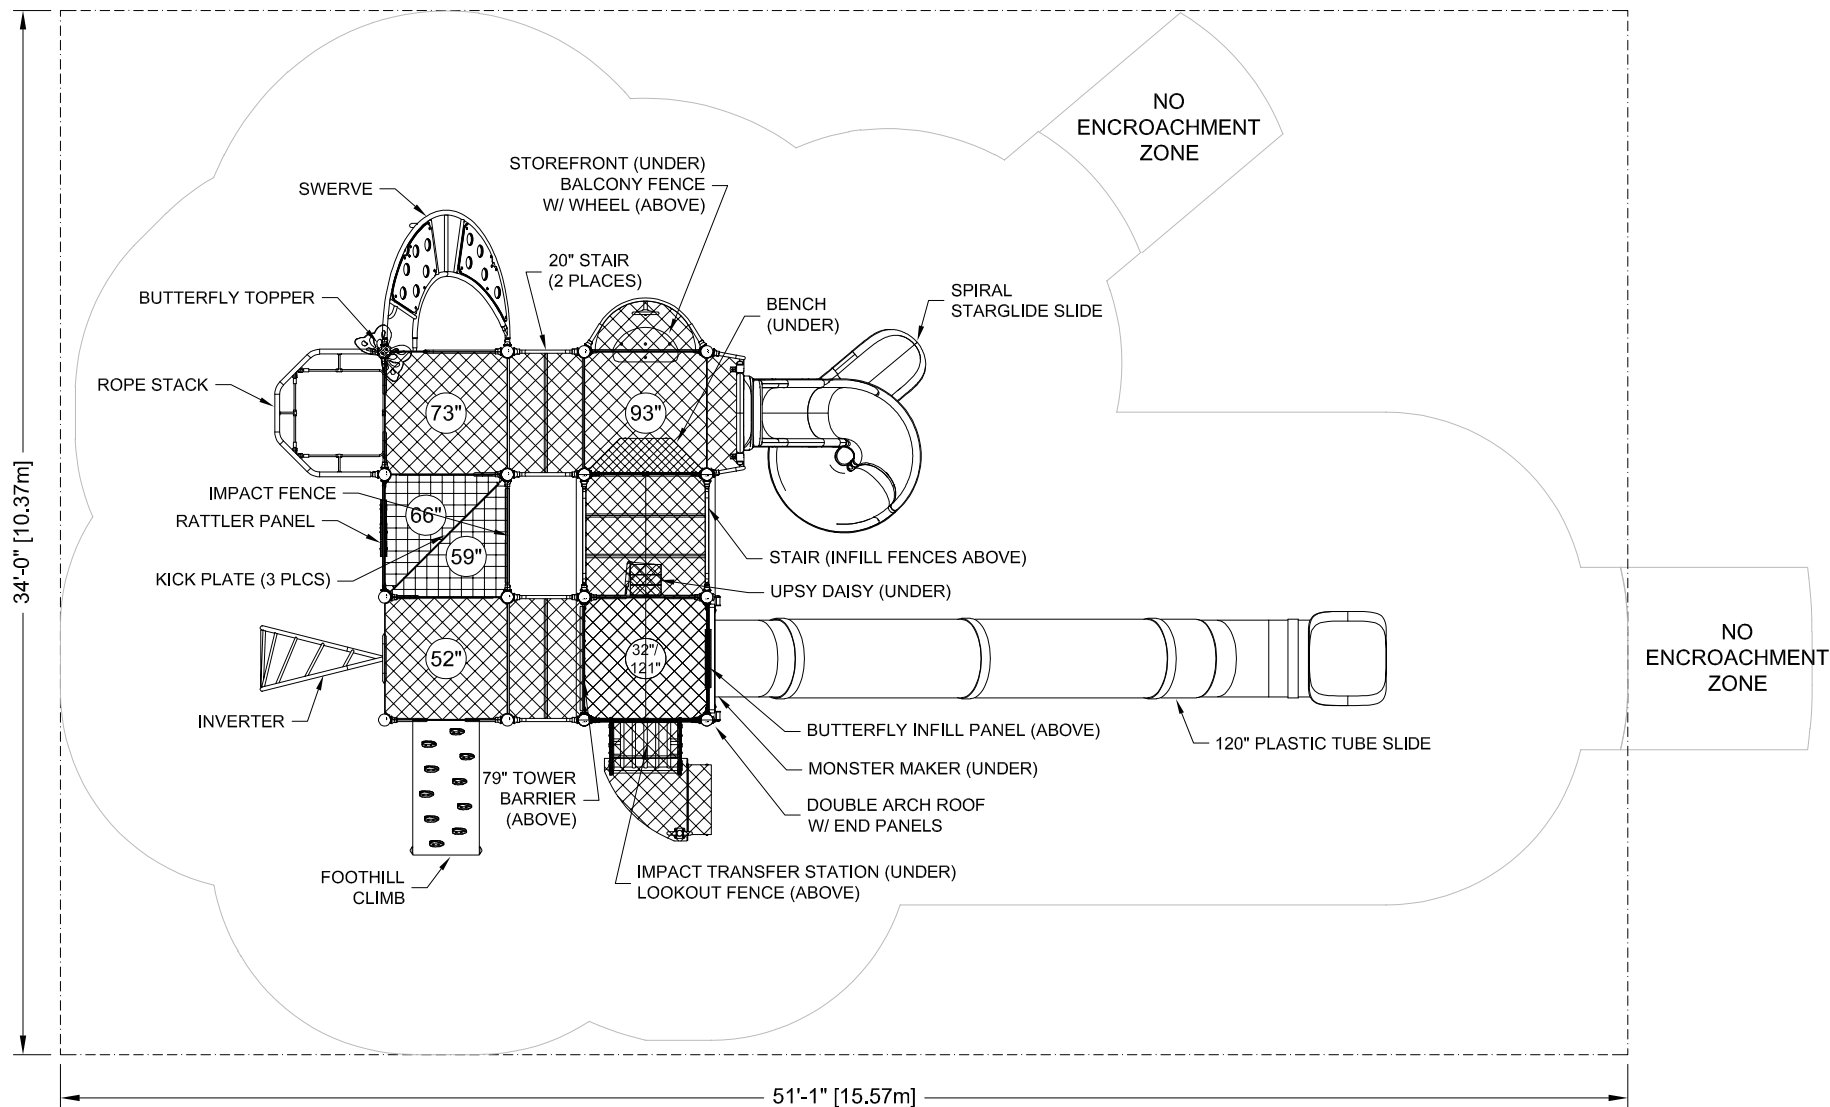 NO
ENCROACHMENT
ZONE
STOREFRONT (UNDER)
BALCONY FENCE
W/ WHEEL (ABOVE)
SWERVE
20" STAIR
(2 PLACES)
BUTTERFLY TOPPER
BENCH
(UNDER)
SPIRAL
STARGLIDE SLIDE
ROPE STACK
73"
93"
34'-0" [10.37m]
IMPACT FENCE
66"
RATTLER PANEL
59"
STAIR (INFILL FENCES ABOVE)
KICK PLATE (3 PLCS)
UPSY DAISY (UNDER)
NO
ENCROACHMENT
ZONE
52"
32"/
121"
INVERTER
BUTTERFLY INFILL PANEL (ABOVE)
120" PLASTIC TUBE SLIDE
MONSTER MAKER (UNDER)
79" TOWER
BARRIER
(ABOVE)
DOUBLE ARCH ROOF
W/ END PANELS
FOOTHILL
CLIMB
IMPACT TRANSFER STATION (UNDER)
LOOKOUT FENCE (ABOVE)
51'-1" [15.57m]